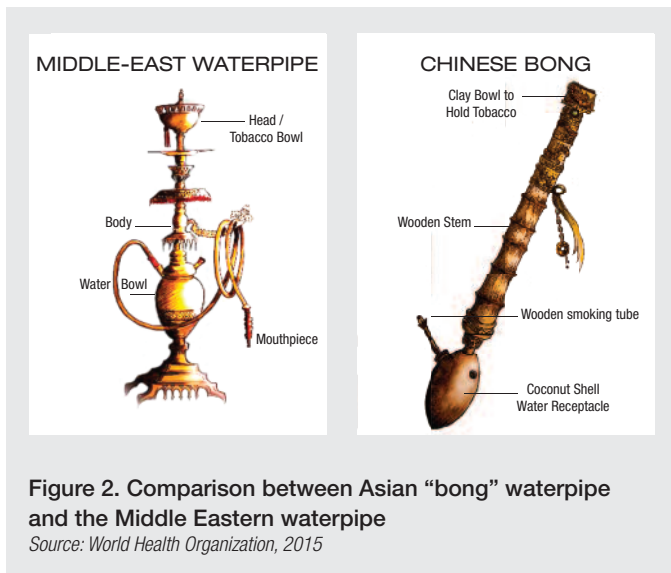 MIDDLE-EAST WATERPIPE
Head /
Tobacco Bowl
Body
Water Bowl
Mouthpiece
CHINESE BONG
Clay Bowl to
Hold Tobacco
Wooden Stem
Wooden smoking tube
Coconut Shell
Water Receptacle
Figure 2. Comparison between Asian “bong” waterpipe
and the Middle Eastern waterpipe
Source: World Health Organization, 2015